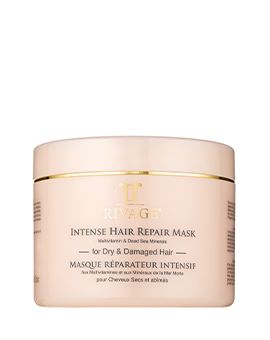 RIVAGE
INTENSE HAIR REPAIR MASK
Multivitamin & Dead Sea Minerals
for Dry & Damaged Hair
MASQUE RÉPARATEUR INTENSIF
Aux Multivitamines et aux Minéraux de la Mer Morte
pour Cheveux Secs et abîmés